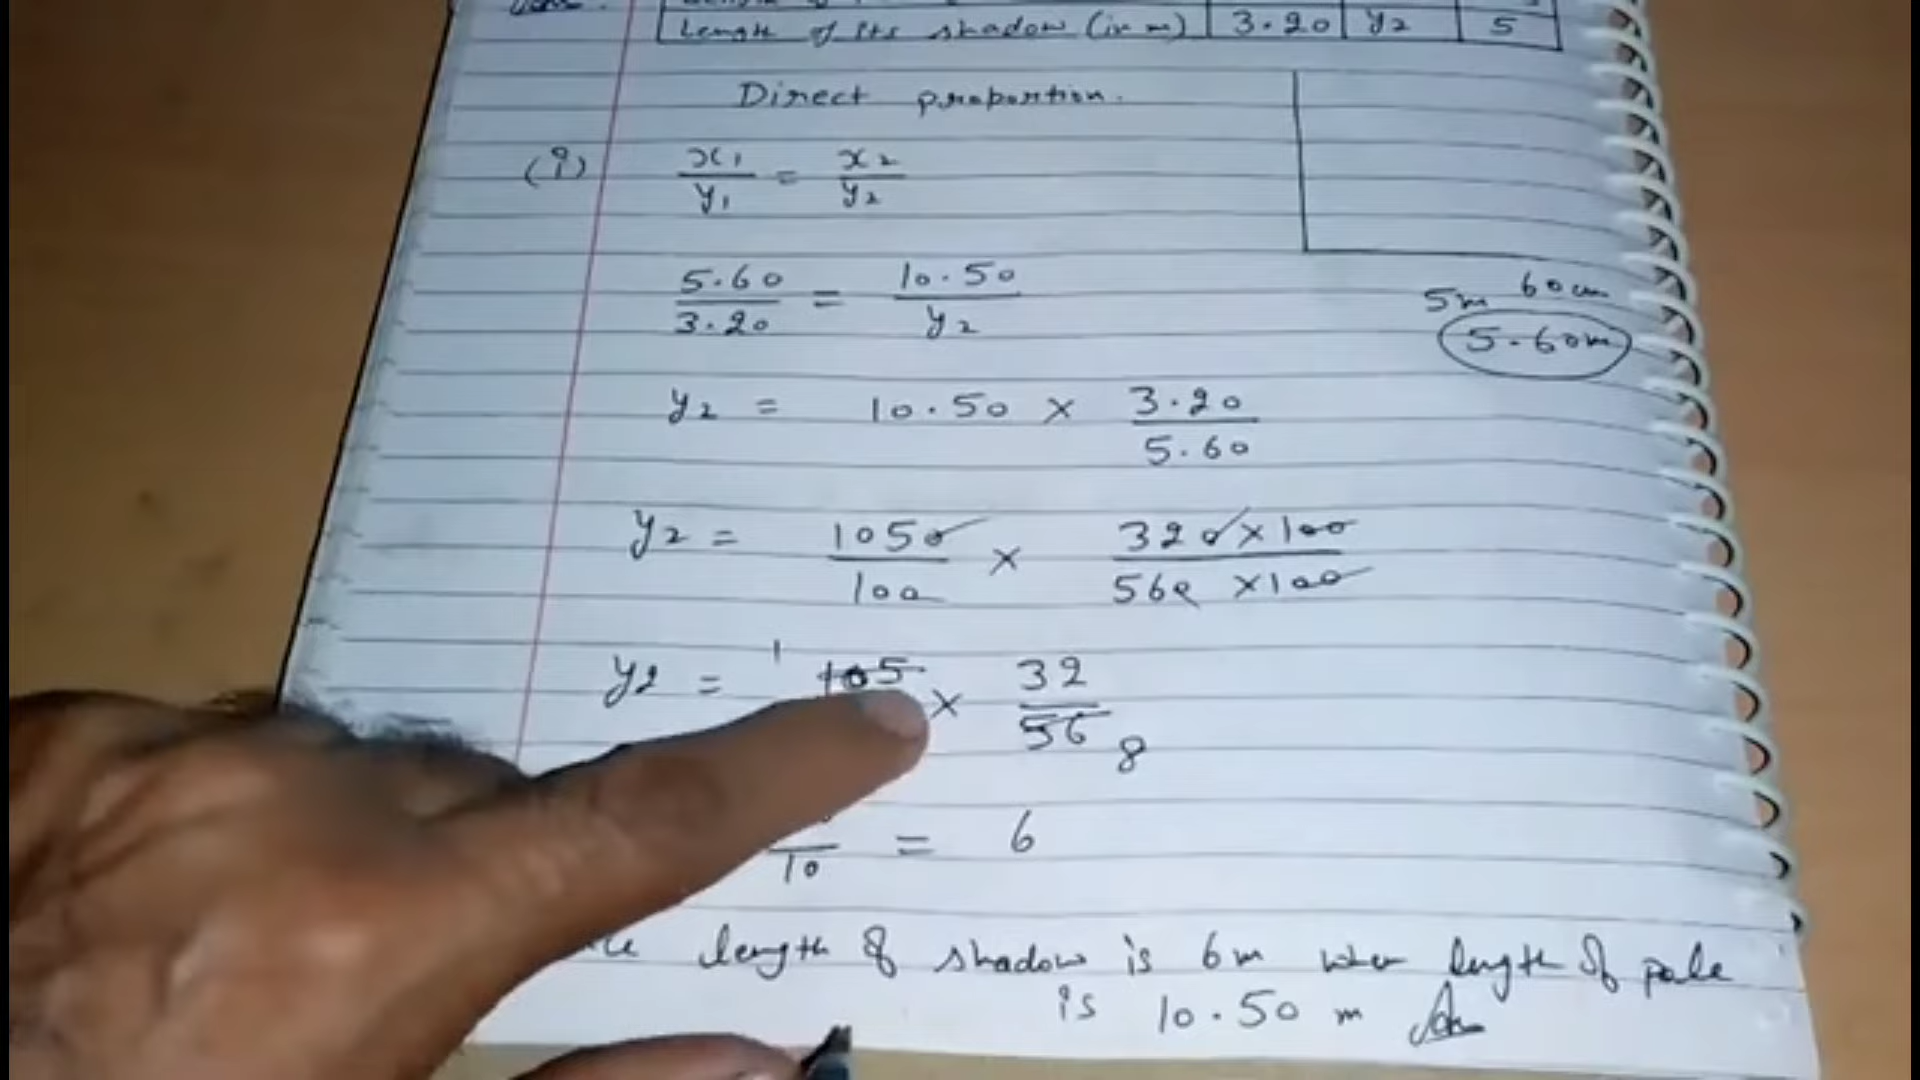 Length of its shadow (in m) 3.20 y2 5
Direct proportion.
(i) x1/y1 = x2/y2
5.60/3.20 = 10.50/y2
5m 60cm
5.60m
y2 = 10.50 × 3.20/5.60
y2 = 1050/100 × 320×100/560×100
y2 = 1 105 × 32/56 8
10 = 6
length of shadow is 6m when length of pole
is 10.50 m